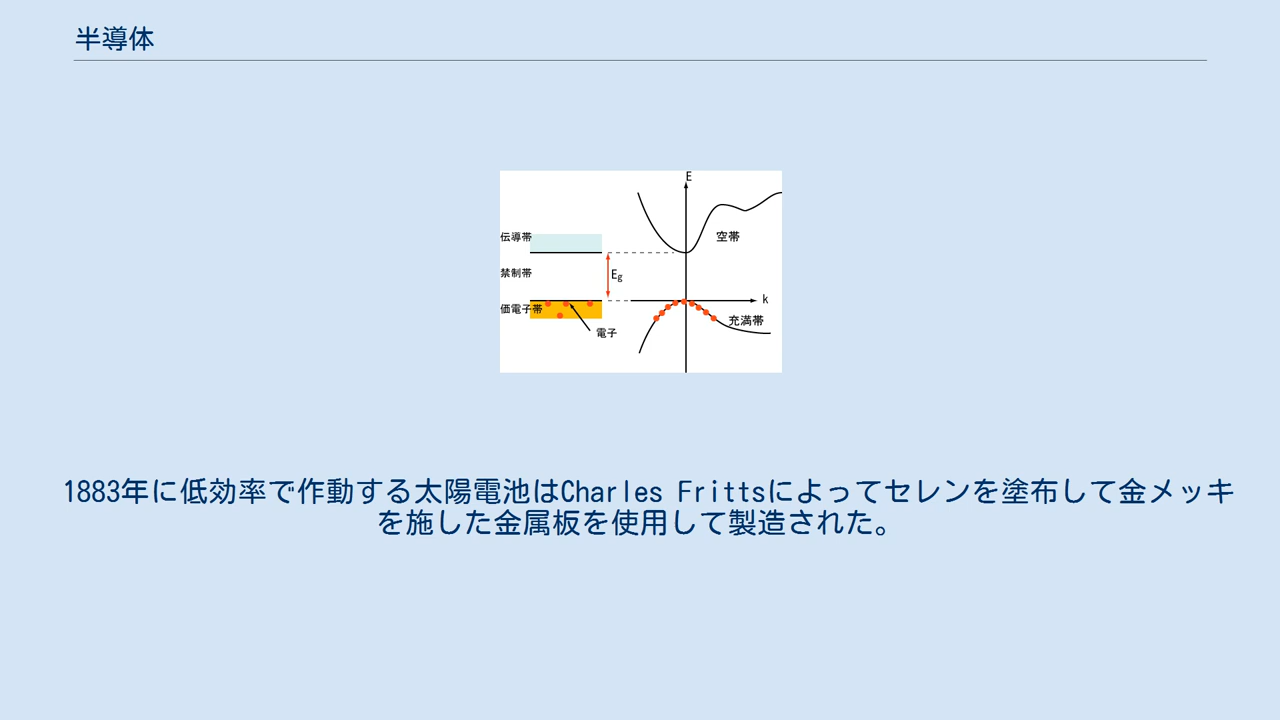 半導体
E
伝導帯
空帯
禁制帯
Eg
k
価電子帯
充満帯
電子
1883年に低効率で作動する太陽電池はCharles Frittsによってセレンを塗布して金メッキ
を施した金属板を使用して製造された。